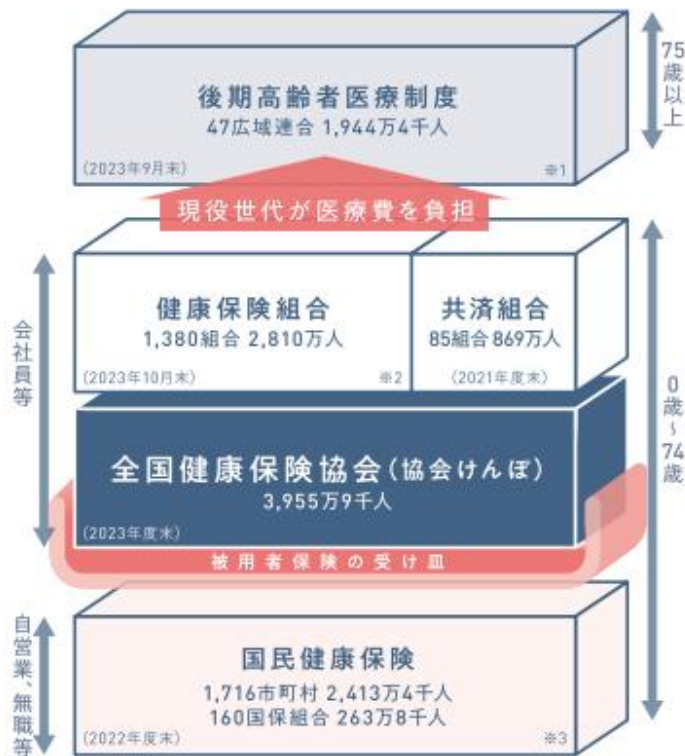 75歳以上
後期高齢者医療制度
47広域連合 1,944万4千人
(2023年9月末)
※1
現役世代が医療費を負担
会社員等
健康保険組合
1,380組合 2,810万人
(2023年10月末)
※2
共済組合
85組合 869万人
(2021年度末)
0歳~74歳
全国健康保険協会(協会けんぽ)
3,955万9千人
(2023年度末)
被用者保険の受け皿
自営業、無職等
国民健康保険
1,716市町村 2,413万4千人
160国保組合 263万8千人
(2022年度末)
※3